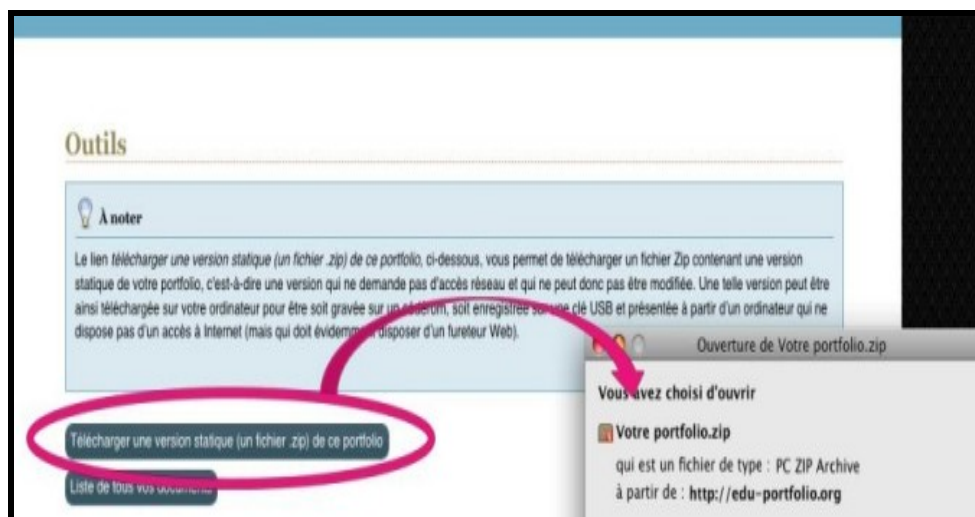 Outils
À noter
Le lien télécharger une version statique (un fichier .zip) de ce portfolio, ci-dessous, vous permet de télécharger un fichier Zip contenant une version
statique de votre portfolio, c'est-à-dire une version qui ne demande pas d'accès réseau et qui ne peut donc pas être modifiée. Une telle version peut être
ainsi téléchargée sur votre ordinateur pour être soit gravée sur un cédérom, soit enregistrée sur une clé USB et présentée à partir d'un ordinateur qui ne
dispose pas d'un accès à Internet (mais qui doit évidemment disposer d'un fureteur Web).
Ouverture de Votre portfolio.zip
Vous avez choisi d'ouvrir
Votre portfolio.zip
qui est un fichier de type : PC ZIP Archive
à partir de : http://edu-portfolio.org
Télécharger une version statique (un fichier .zip) de ce portfolio
Liste de tous vos documents